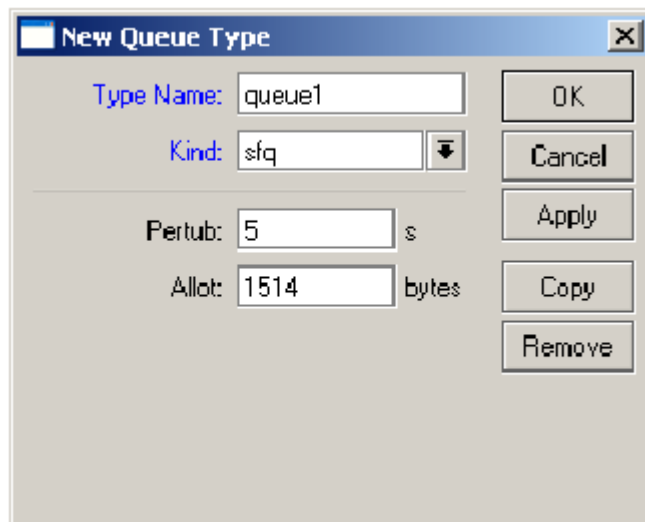 New Queue Type
Type Name: queue1
OK
Kind: sfq
Cancel
Pertub: 5 s
Apply
Allot: 1514 bytes
Copy
Remove